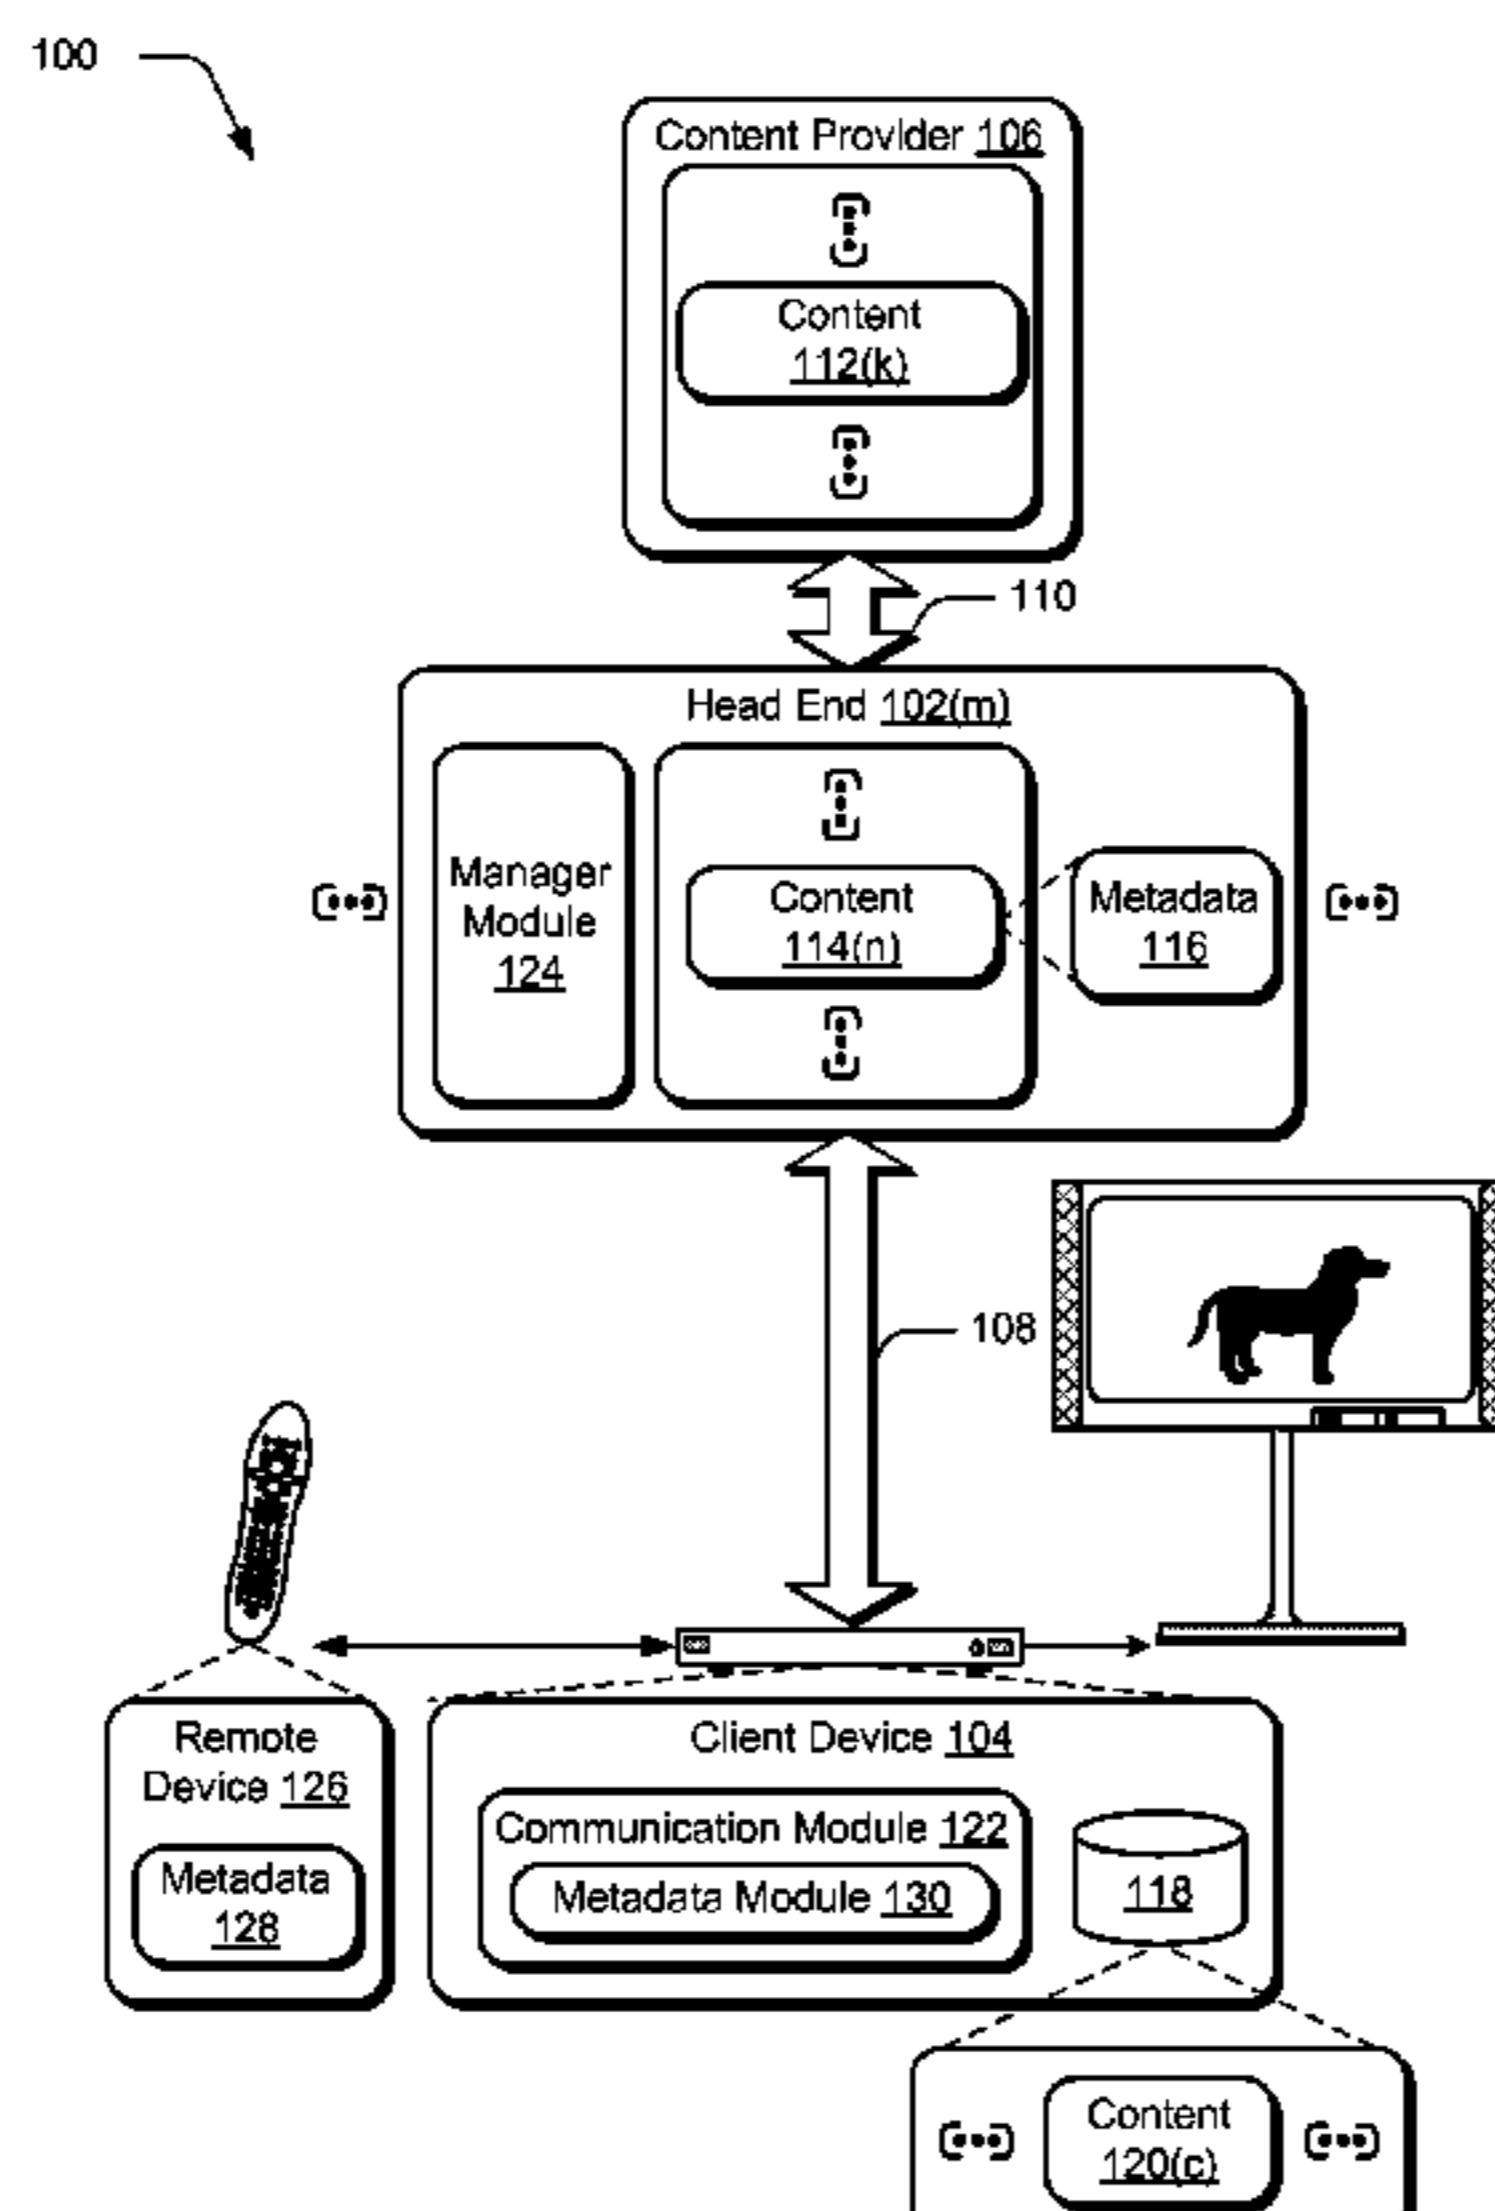 100
Content Provider 106
Content
112(k)
110
Head End 102(m)
Manager
Module
124
Content
114(n)
Metadata
116
108
Remote
Device 126
Metadata
128
Client Device 104
Communication Module 122
Metadata Module 130
118
Content
120(c)